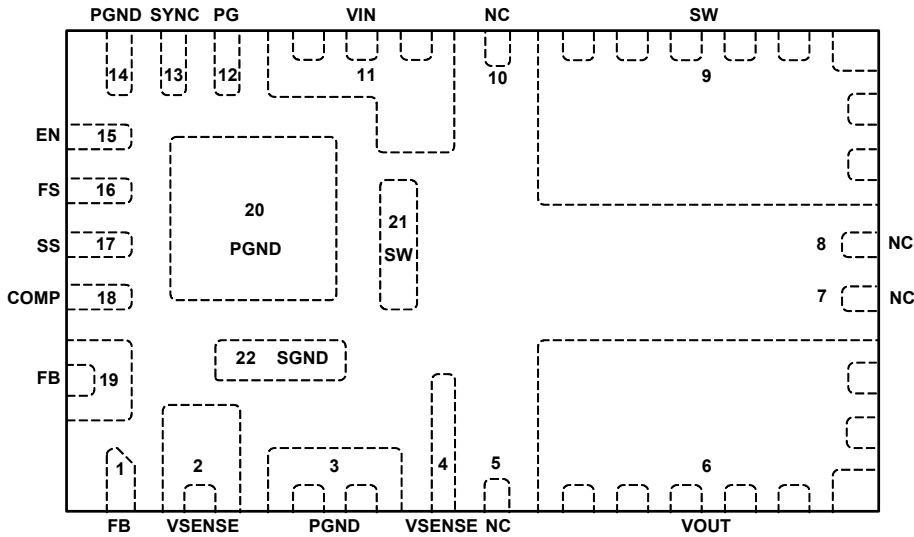 PGND SYNC PG VIN NC SW
14 13 12 11 10 9
EN 15
FS 16
20
PGND
21
SW
SS 17
8 NC
COMP 18
7 NC
22 SGND
FB 19
1 2 3 4 5 6
FB VSENSE PGND VSENSE NC VOUT